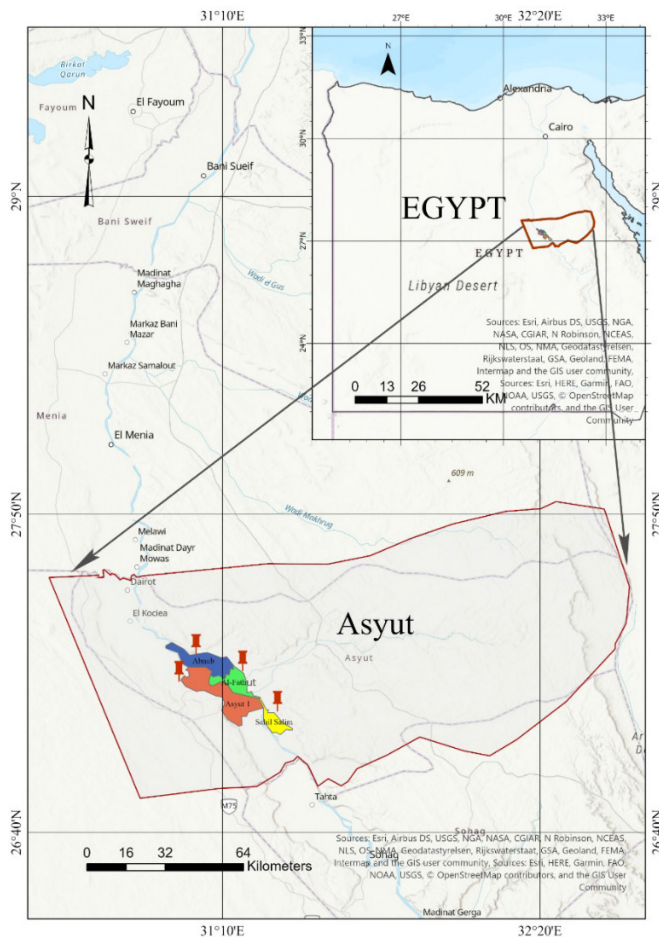 31°10'
32°20'E
27°E
30°E
33°E
33°N
30°N
27°N
24°N
N
Alexandria
Cairo
EGYPT
EGYPT
Libyan Desert
Sources: Esri, Airbus DS, USGS, NGA,
NASA, CGIAR, N Robinson, NCEAS,
NLS, OS, NMA, Geodatastyrelsen,
Rijkswaterstaat, GSA, Geoland, FEMA,
Intermap and the GIS user community,
Sources: Esri, HERE, Garmin, FAO,
NOAA, USGS, © OpenStreetMap
contributors, and the GIS User
Community
0 13 26 52
KM
Birkat
Qarun
Fayoum
El Fayoum
N
Bani Sueif
29°N
29°N
Bani Sweif
Madinat
Maghagha
Wadi el Gus
Markaz Bani
Mazar
Markaz Samalout
Menia
El Menia
609 m
27°50'N
27°50'N
Wadi Mekhrug
Melawi
Madinat Dayr
Mowas
Dairot
El Kociea
Asyut
Asyut
Abnub
Al-Fatah
Asyut 1
Sahil Salim
Tahta
M75
26°40'N
26°40'N
Sohag
Sources: Esri, Airbus DS, USGS, NGA, NASA, CGIAR, N Robinson, NCEAS,
NLS, OS, NMA, Geodatastyrelsen, Rijkswaterstaat, GSA, Geoland, FEMA,
Intermap and the GIS user community, Sources: Esri, HERE, Garmin, FAO,
NOAA, USGS, © OpenStreetMap contributors, and the GIS User
Community
0 16 32 64
Kilometers
Sohag
Madinat Gerga
31°10'
32°20'E